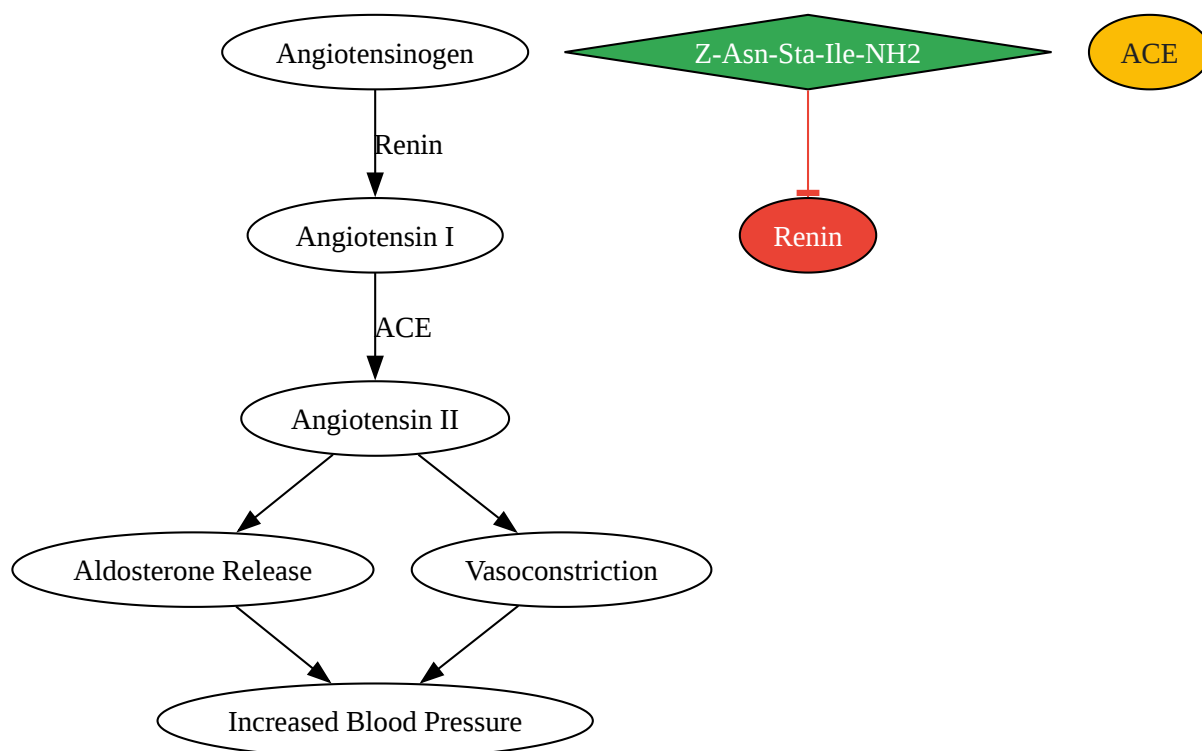 Angiotensinogen
Z-Asn-Sta-Ile-NH2
ACE
Renin
Angiotensin I
Renin
ACE
Angiotensin II
Aldosterone Release
Vasoconstriction
Increased Blood Pressure